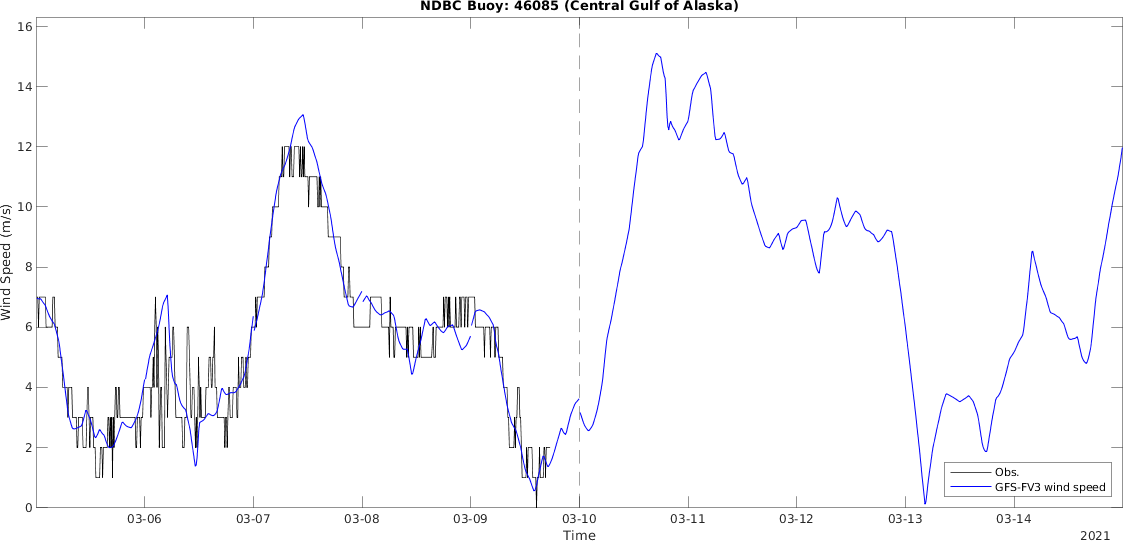 NDBC Buoy: 46085 (Central Gulf of Alaska)
16
14
12
10
8
6
4
2
0
Wind Speed (m/s)
03-06 03-07 03-08 03-09 03-10 03-11 03-12 03-13 03-14
Time
2021
Obs.
GFS-FV3 wind speed